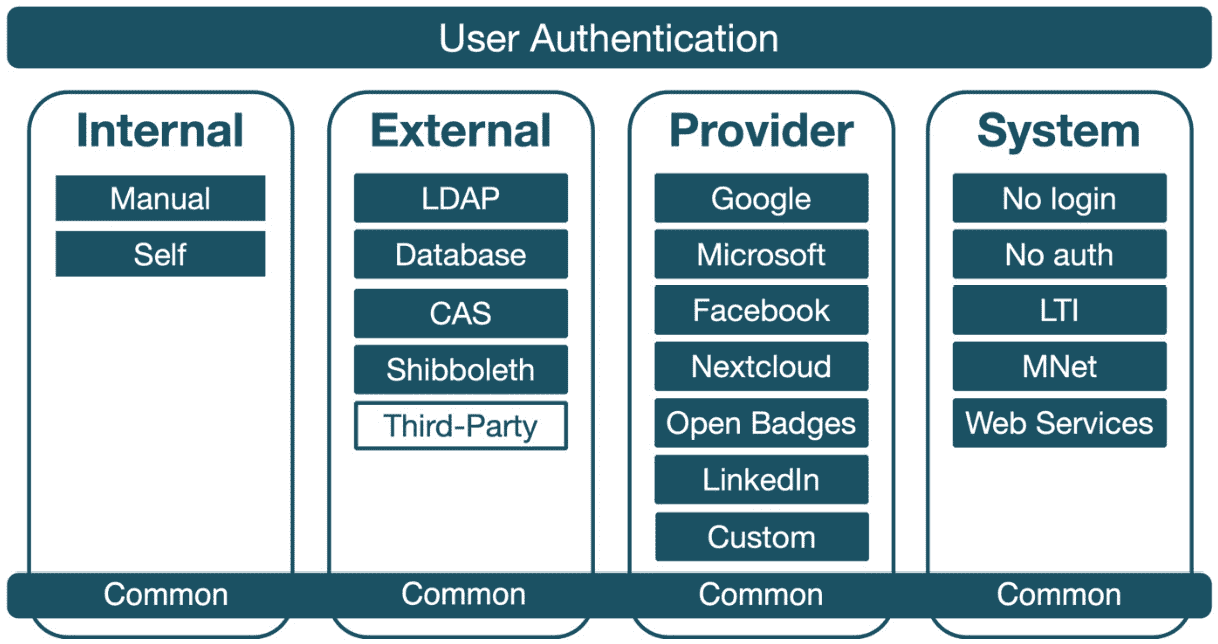 User Authentication
Internal
Manual
Self
External
LDAP
Database
CAS
Shibboleth
Third-Party
Provider
Google
Microsoft
Facebook
Nextcloud
Open Badges
LinkedIn
Custom
System
No login
No auth
LTI
MNet
Web Services
Common
Common
Common
Common